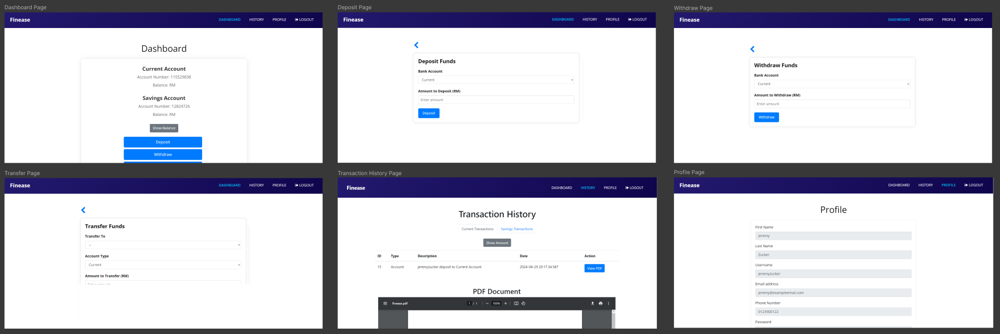 Dashboard Page
Finease
DASHBOARD HISTORY PROFILE LOGOUT
Dashboard
Current Account
Account Number: 115529838
Balance: RM
Savings Account
Account Number: 12824726
Balance: RM
Show Balance
Deposit
Withdraw
Deposit Page
Finease
DASHBOARD HISTORY PROFILE LOGOUT
Deposit Funds
Bank Account
Current
Amount to Deposit (RM)
Enter amount
Deposit
Withdraw Page
Finease
DASHBOARD HISTORY PROFILE LOGOUT
Withdraw Funds
Bank Account
Current
Amount to Withdraw (RM)
Enter amount
Withdraw
Transfer Page
Finease
DASHBOARD HISTORY PROFILE LOGOUT
Transfer Funds
Transfer To
--
Account Type
Current
Amount to Transfer (RM)
Transaction History Page
Finease
DASHBOARD HISTORY PROFILE LOGOUT
Transaction History
Current Transactions Savings Transactions
Show Amount
ID Type Description Date Action
15 Account jeremyzucker deposit to Current Account 2024-04-29 20:17:34.587 View PDF
PDF Document
finease.pdf 1 / 1 100%
Profile Page
Finease
DASHBOARD HISTORY PROFILE LOGOUT
Profile
First Name
jeremy
Last Name
Zucker
Username
jeremyzucker
Email address
jeremy@exampleemail.com
Phone Number
0123900122
Password